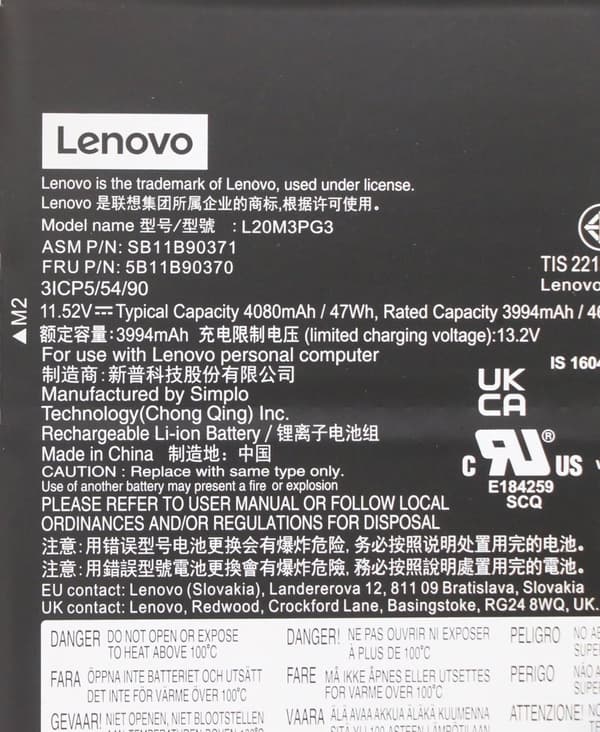 Lenovo
Lenovo is the trademark of Lenovo, used under license.
Lenovo 是联想集团所属企业的商标,根据许可使用。
Model name 型号/型號 : L20M3PG3
ASM P/N: SB11B90371
FRU P/N: 5B11B90370
3ICP5/54/90
TIS 221
Lenovo
11.52V⎓Typical Capacity 4080mAh / 47Wh, Rated Capacity 3994mAh / 46
▲M2
额定容量:3994mAh 充电限制电压 (limited charging voltage):13.2V
For use with Lenovo personal computer
IS 1604
制造商:新普科技股份有限公司
Manufactured by Simplo
Technology(Chong Qing) Inc.
UK
CA
Rechargeable Li-ion Battery / 锂离子电池组
Made in China 制造地: 中国
CAUTION : Replace with same type only.
Use of another battery may present a fire or explosion
c RU ® US
E184259
SCQ
PLEASE REFER TO USER MANUAL OR FOLLOW LOCAL
ORDINANCES AND/OR REGULATIONS FOR DISPOSAL
注意:用错误型号电池更换会有爆炸危险, 务必按照说明处置用完的电池。
注意:用錯誤型號電池更換會有爆炸危險, 務必按照說明處置用完的電池。
EU contact: Lenovo (Slovakia), Landererova 12, 811 09 Bratislava, Slovakia
UK contact: Lenovo, Redwood, Crockford Lane, Basingstoke, RG24 8WQ, UK.
DANGER DO NOT OPEN OR EXPOSE
TO HEAT ABOVE 100°C
DANGER! NE PAS OUVRIR NI EXPOSER
À PLUS DE 100°C
PELIGRO NO
FARA ÖPPNA INTE BATTERIET OCH UTSÄTT
DET INTE FÖR VÄRME ÖVER 100°C
FARE MÅ IKKE ÅPNES ELLER UTSETTES
FOR VARME OVER 100°C
PERIGO NÃO
GEVAAR! NIET OPENEN, NIET BLOOTSTELLEN
AAN TEMPERATUREN BOVEN 100°C
VAARA ÄLÄ AVAA AKKUA ÄLÄKÄ KUUMENNA
SITÄ YLI 100 ASTEEN LÄMPÖTILAAN
ATTENZIONE!